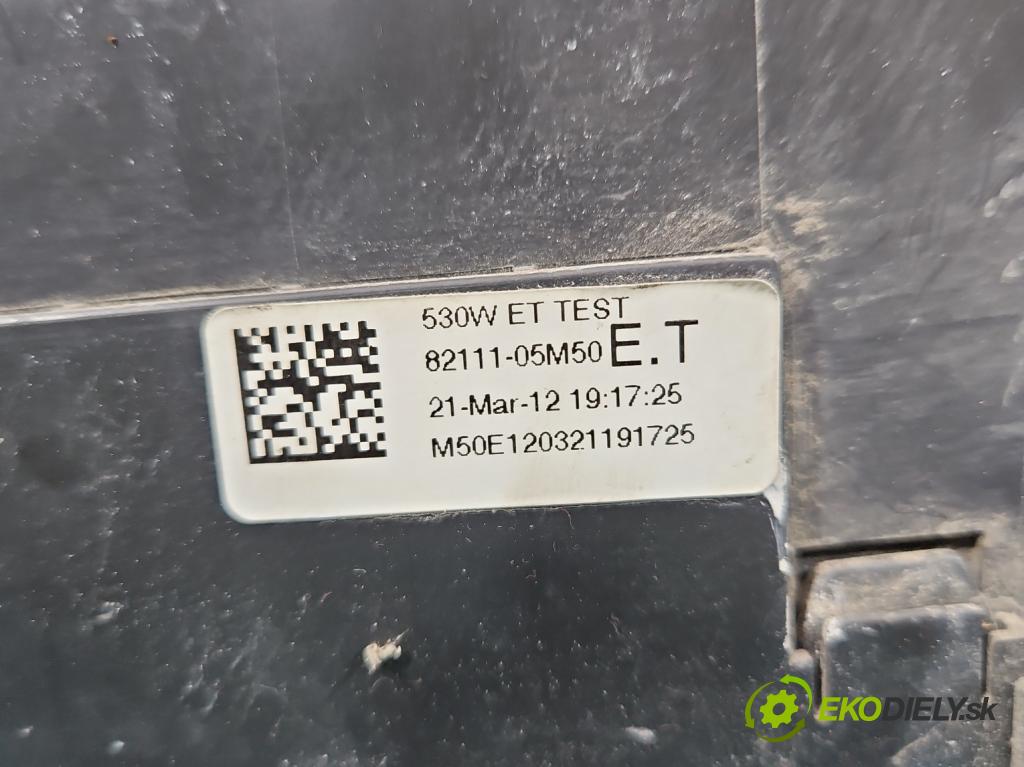 530W ET TEST
82111-05M50 E.T
21-Mar-12 19:17:25
M50E120321191725
EKODIELY.sk